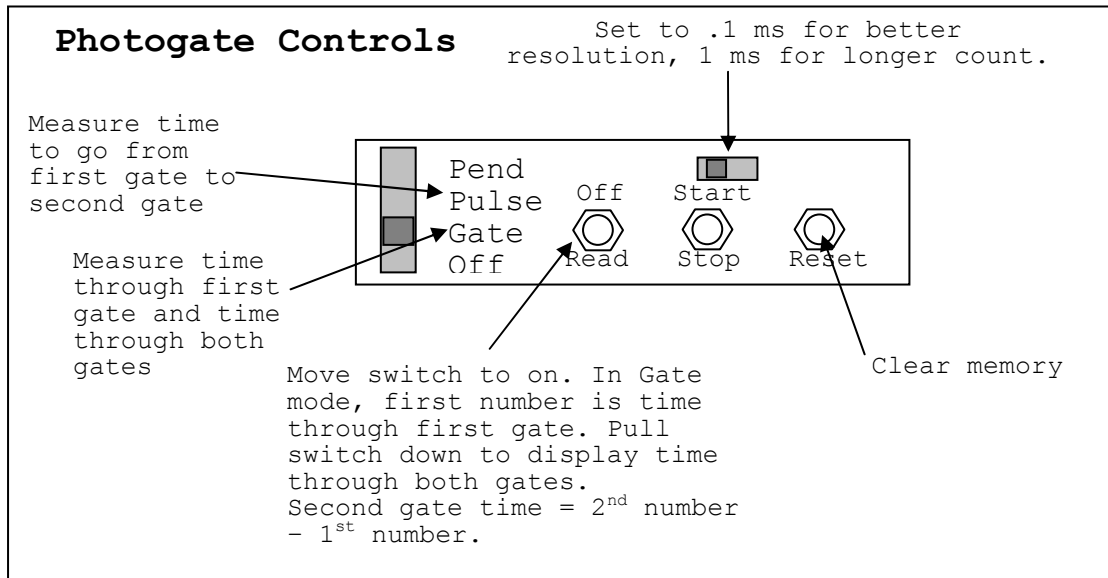 Photogate Controls
Set to .1 ms for better
resolution, 1 ms for longer count.
Measure time
to go from
first gate to
second gate
Pend
Pulse
Gate
Off
Off
Read
Start
Stop
Reset
Measure time
through first
gate and time
through both
gates
Move switch to on. In Gate
mode, first number is time
through first gate. Pull
switch down to display time
through both gates.
Second gate time = 2nd number
– 1st number.
Clear memory